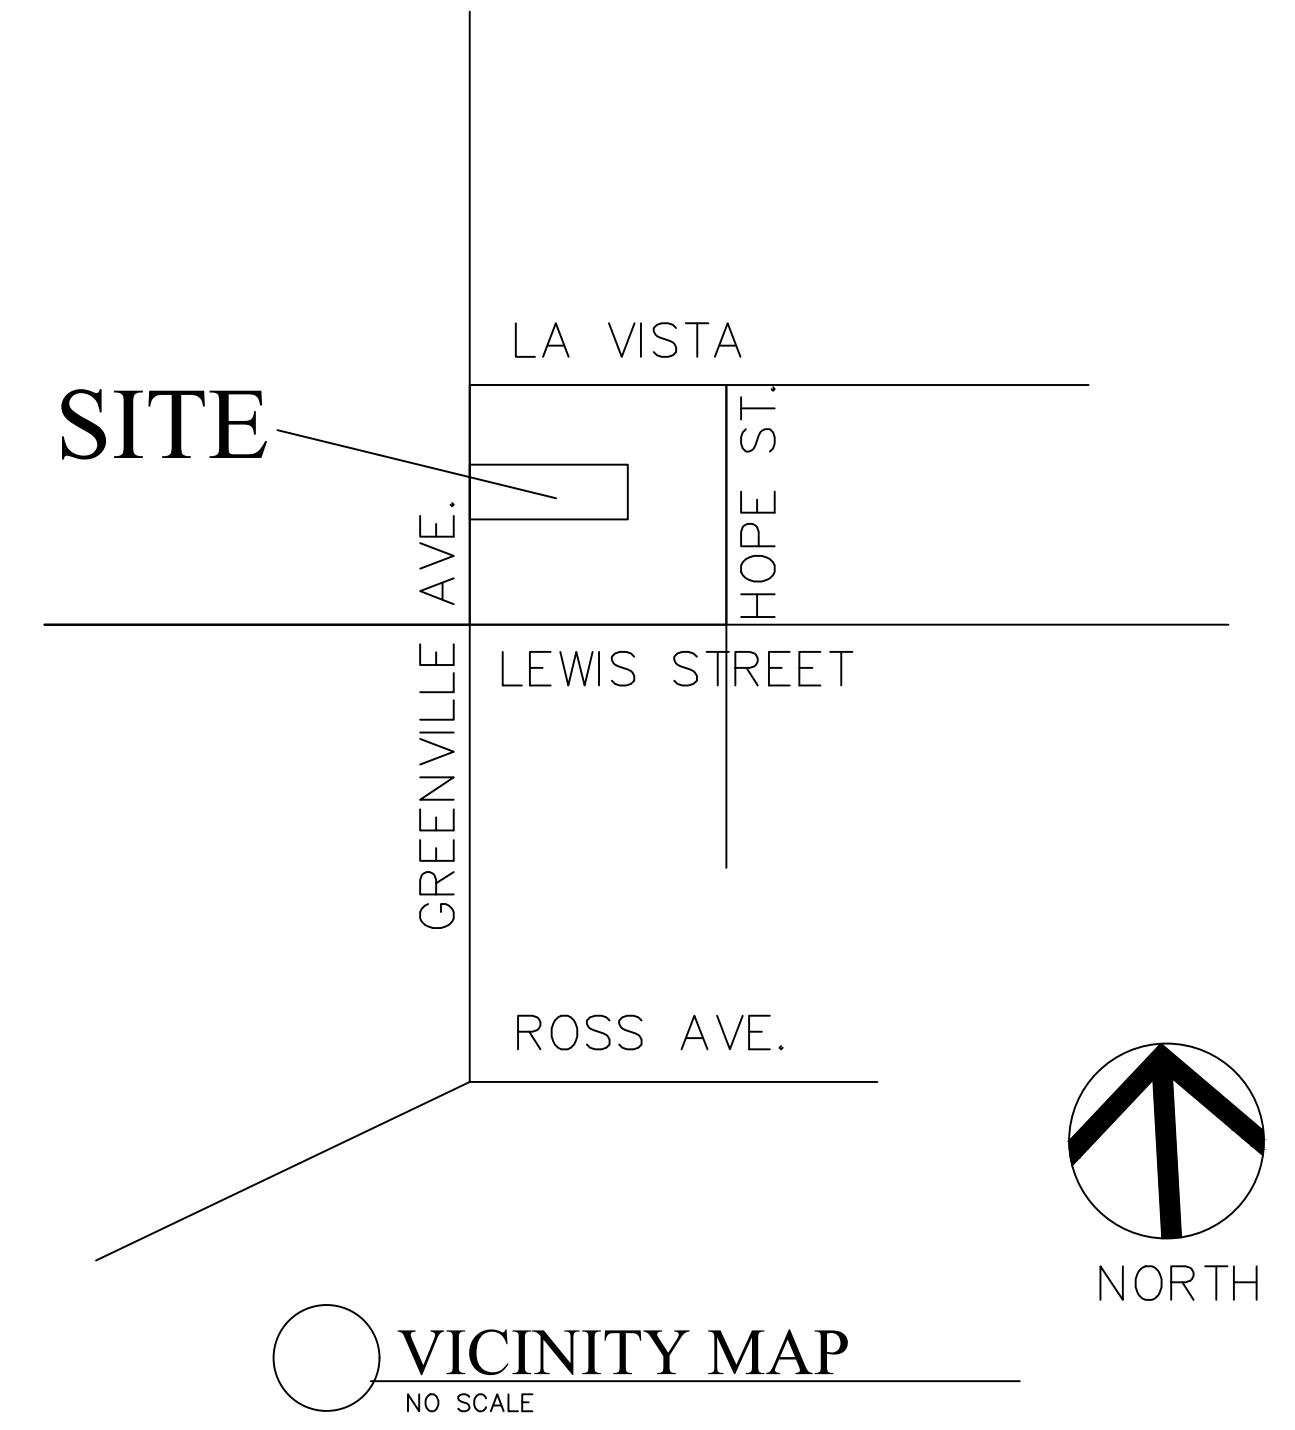 LA VISTA
SITE
HOPE ST.
GREENVILLE AVE.
LEWIS STREET
ROSS AVE.
NORTH
VICINITY MAP
NO SCALE